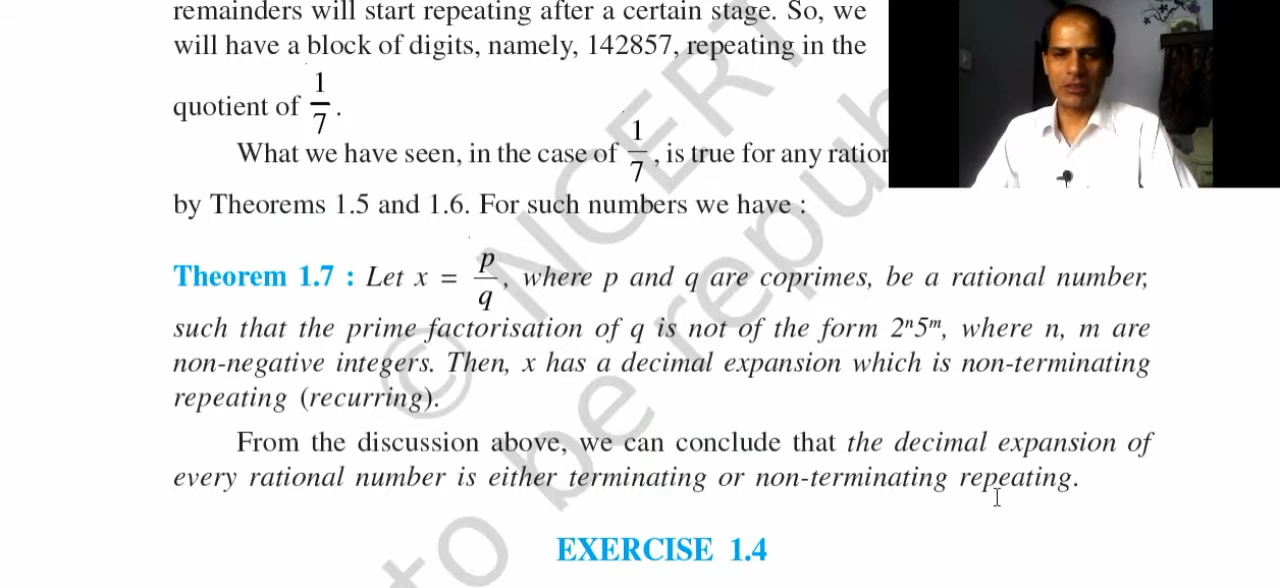 remainders will start repeating after a certain stage. So, we
will have a block of digits, namely, 142857, repeating in the
quotient of 1/7.
What we have seen, in the case of 1/7, is true for any
by Theorems 1.5 and 1.6. For such numbers we have :
Theorem 1.7 : Let x = p/q, where p and q are coprimes, be a rational number,
such that the prime factorisation of q is not of the form 2ⁿ5ᵐ, where n, m are
non-negative integers. Then, x has a decimal expansion which is non-terminating
repeating (recurring).
From the discussion above, we can conclude that the decimal expansion of
every rational number is either terminating or non-terminating repeating.
EXERCISE 1.4
© NCERT
to be republ